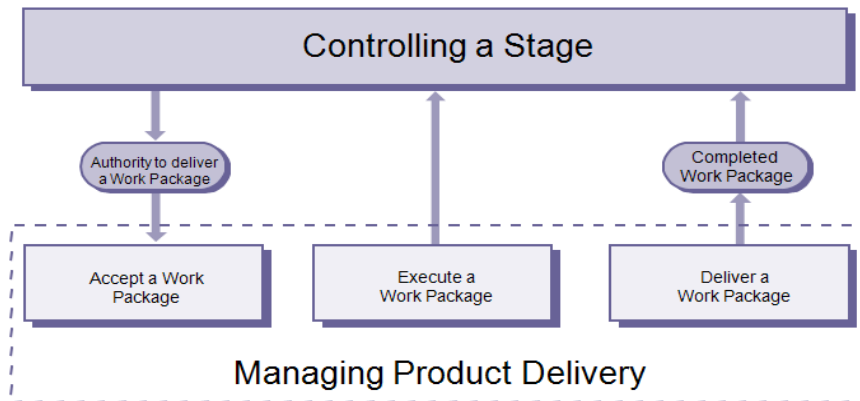 Controlling a Stage
Authority to deliver
a Work Package
Completed
Work Package
Accept a Work
Package
Execute a
Work Package
Deliver a
Work Package
Managing Product Delivery